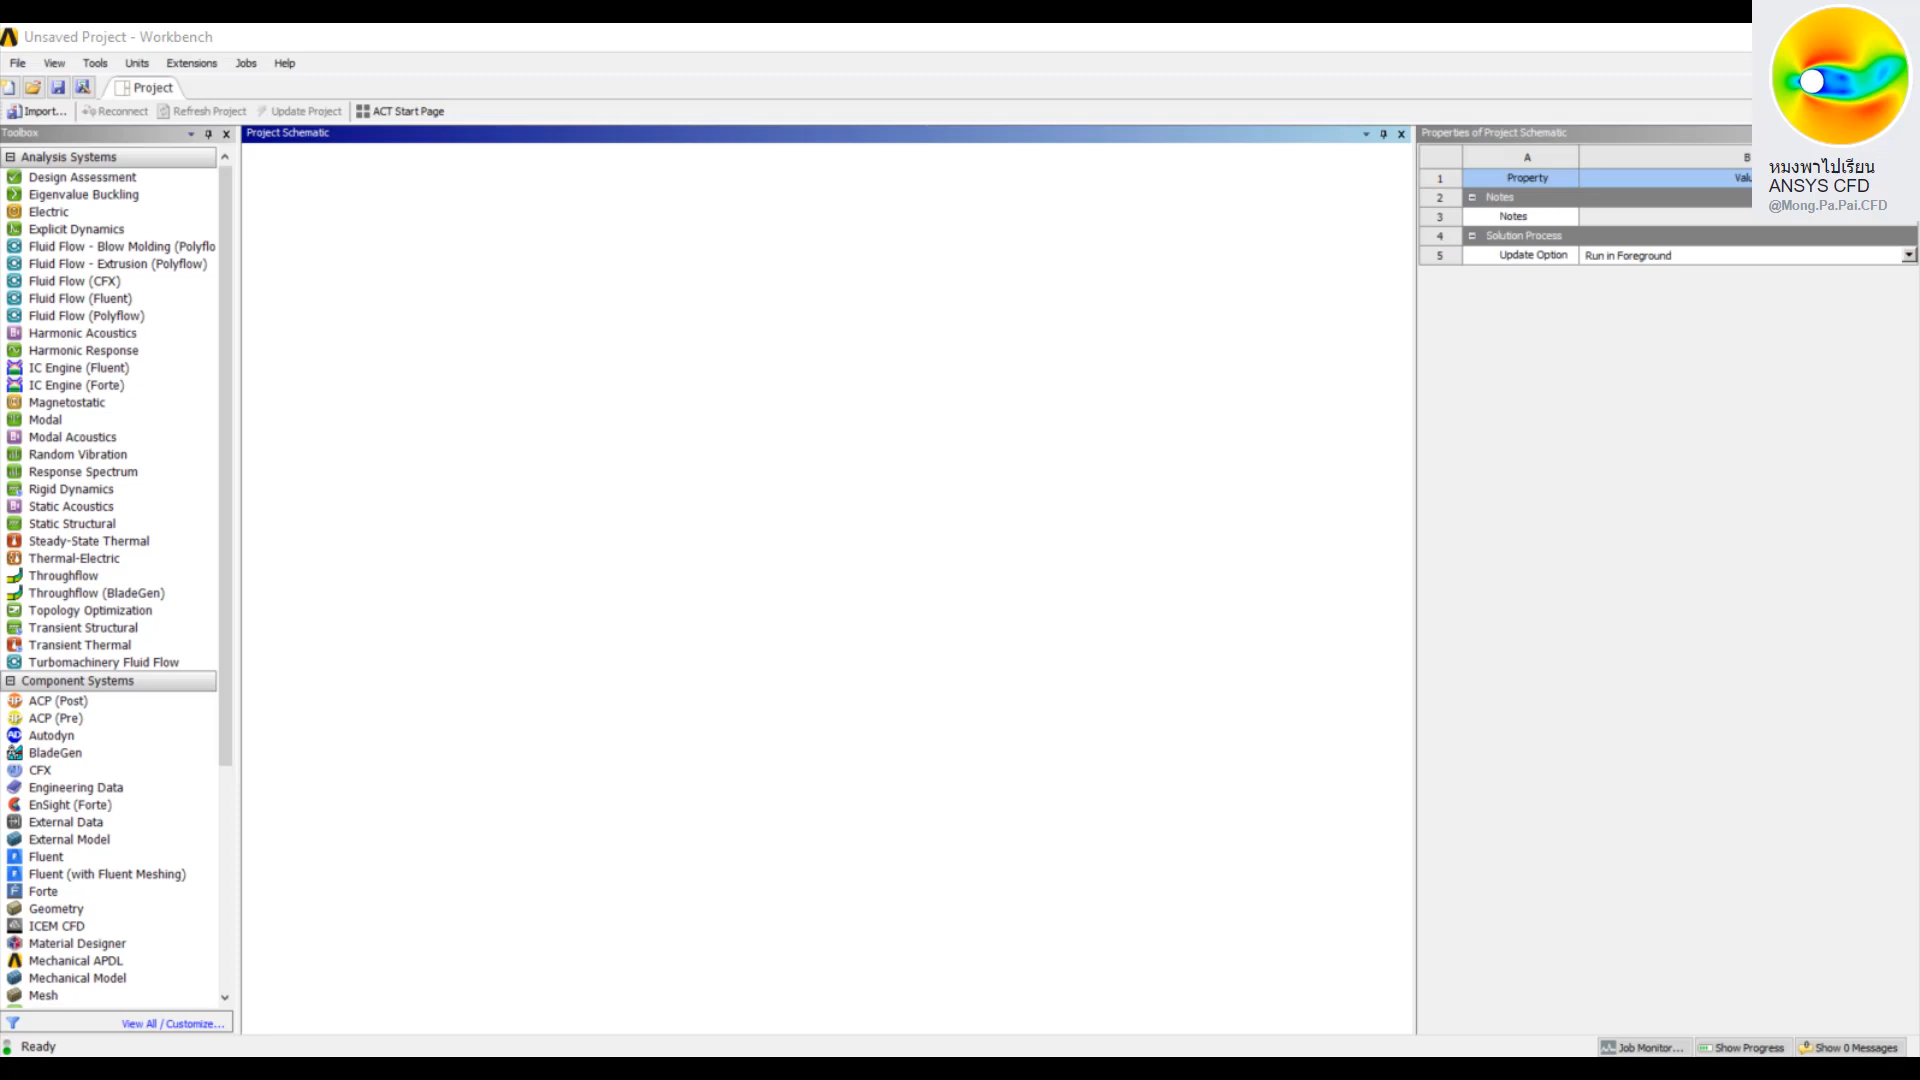 Unsaved Project - Workbench
File View Tools Units Extensions Jobs Help
Project
Import... Reconnect Refresh Project Update Project ACT Start Page
Toolbox
Analysis Systems
Design Assessment
Eigenvalue Buckling
Electric
Explicit Dynamics
Fluid Flow - Blow Molding (Polyflo
Fluid Flow - Extrusion (Polyflow)
Fluid Flow (CFX)
Fluid Flow (Fluent)
Fluid Flow (Polyflow)
Harmonic Acoustics
Harmonic Response
IC Engine (Fluent)
IC Engine (Forte)
Magnetostatic
Modal
Modal Acoustics
Random Vibration
Response Spectrum
Rigid Dynamics
Static Acoustics
Static Structural
Steady-State Thermal
Thermal-Electric
Throughflow
Throughflow (BladeGen)
Topology Optimization
Transient Structural
Transient Thermal
Turbomachinery Fluid Flow
Component Systems
ACP (Post)
ACP (Pre)
Autodyn
BladeGen
CFX
Engineering Data
EnSight (Forte)
External Data
External Model
Fluent
Fluent (with Fluent Meshing)
Forte
Geometry
ICEM CFD
Material Designer
Mechanical APDL
Mechanical Model
Mesh
View All / Customize...
Project Schematic
Properties of Project Schematic
A B
1 Property Valu
2 Notes
3 Notes
4 Solution Process
5 Update Option Run in Foreground
หมงพาไปเรียน
ANSYS CFD
@Mong.Pa.Pai.CFD
Ready
Job Monitor... Show Progress Show 0 Messages